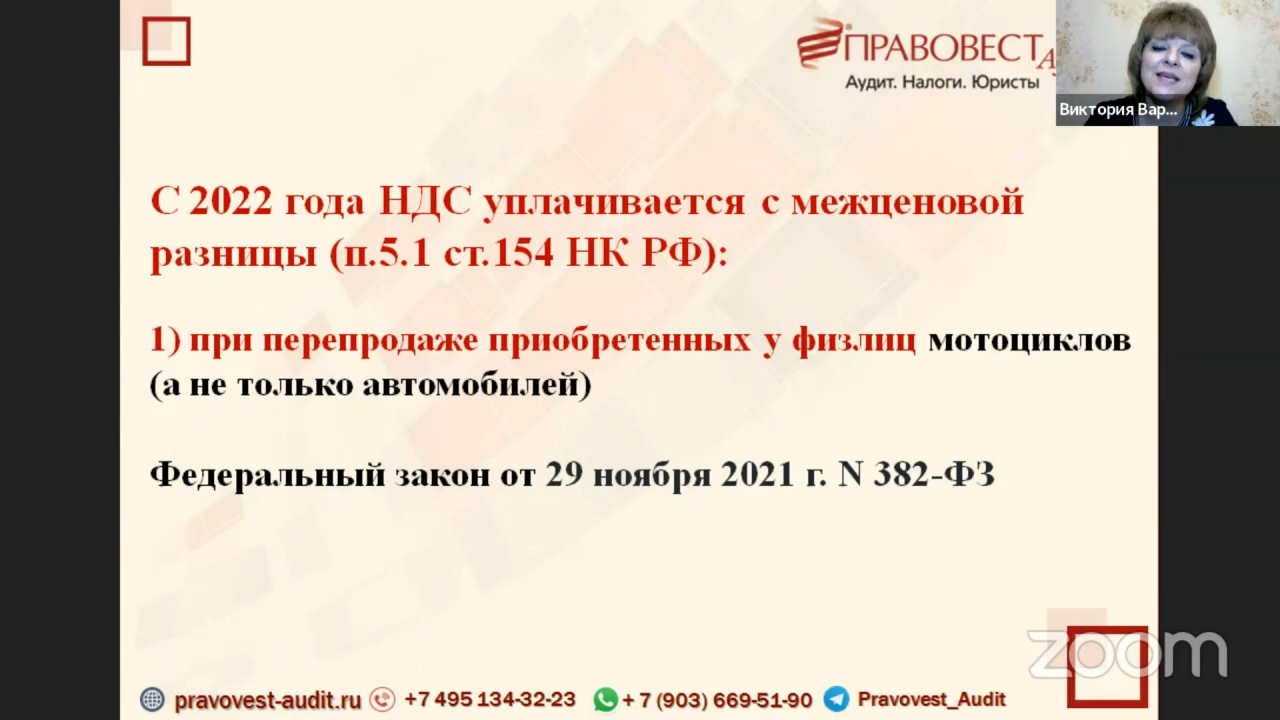 ПРАВОВЕСТ
Аудит. Налоги. Юристы
Виктория Вар...
С 2022 года НДС уплачивается с межценовой
разницы (п.5.1 ст.154 НК РФ):
1) при перепродаже приобретенных у физлиц мотоциклов
(а не только автомобилей)
Федеральный закон от 29 ноября 2021 г. N 382-ФЗ
zoom
pravovest-audit.ru +7 495 134-32-23 + 7 (903) 669-51-90 Pravovest_Audit